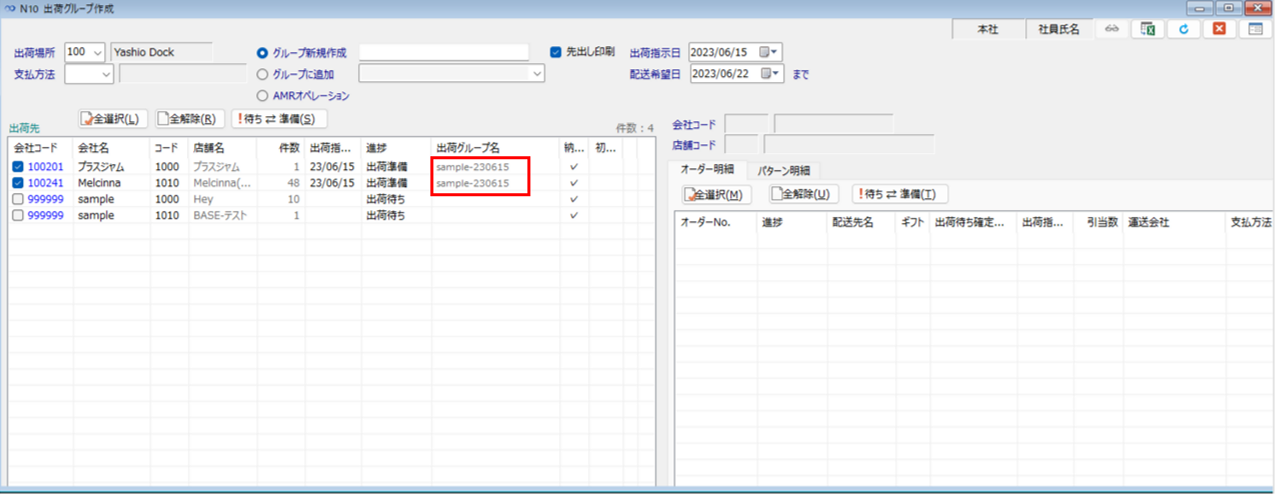 N10 出荷グループ作成
本社 社員氏名
出荷場所 100 Yashio Dock グループ新規作成 先出し印刷 出荷指示日 2023/06/15
支払方法 グループに追加 配送希望日 2023/06/22 まで
AMRオペレーション
出荷先 全選択(L) 全解除(R) !待ち ⇄ 準備(S) 件数：4
会社コード 会社名 コード 店舗名 件数 出荷指... 進捗 出荷グループ名 納... 初...
100201 プラスジャム 1000 プラスジャム 1 23/06/15 出荷準備 sample-230615
100241 Melcinna 1010 Melcinna(... 48 23/06/15 出荷準備 sample-230615
999999 sample 1000 Hey 10 出荷待ち
999999 sample 1010 BASE-テスト 1 出荷待ち
会社コード
店舗コード
オーダー明細 パターン明細
全選択(M) 全解除(U) !待ち ⇄ 準備(T)
オーダーNo. 進捗 配送先名 ギフト 出荷待ち確定... 出荷指... 引当数 運送会社 支払方法